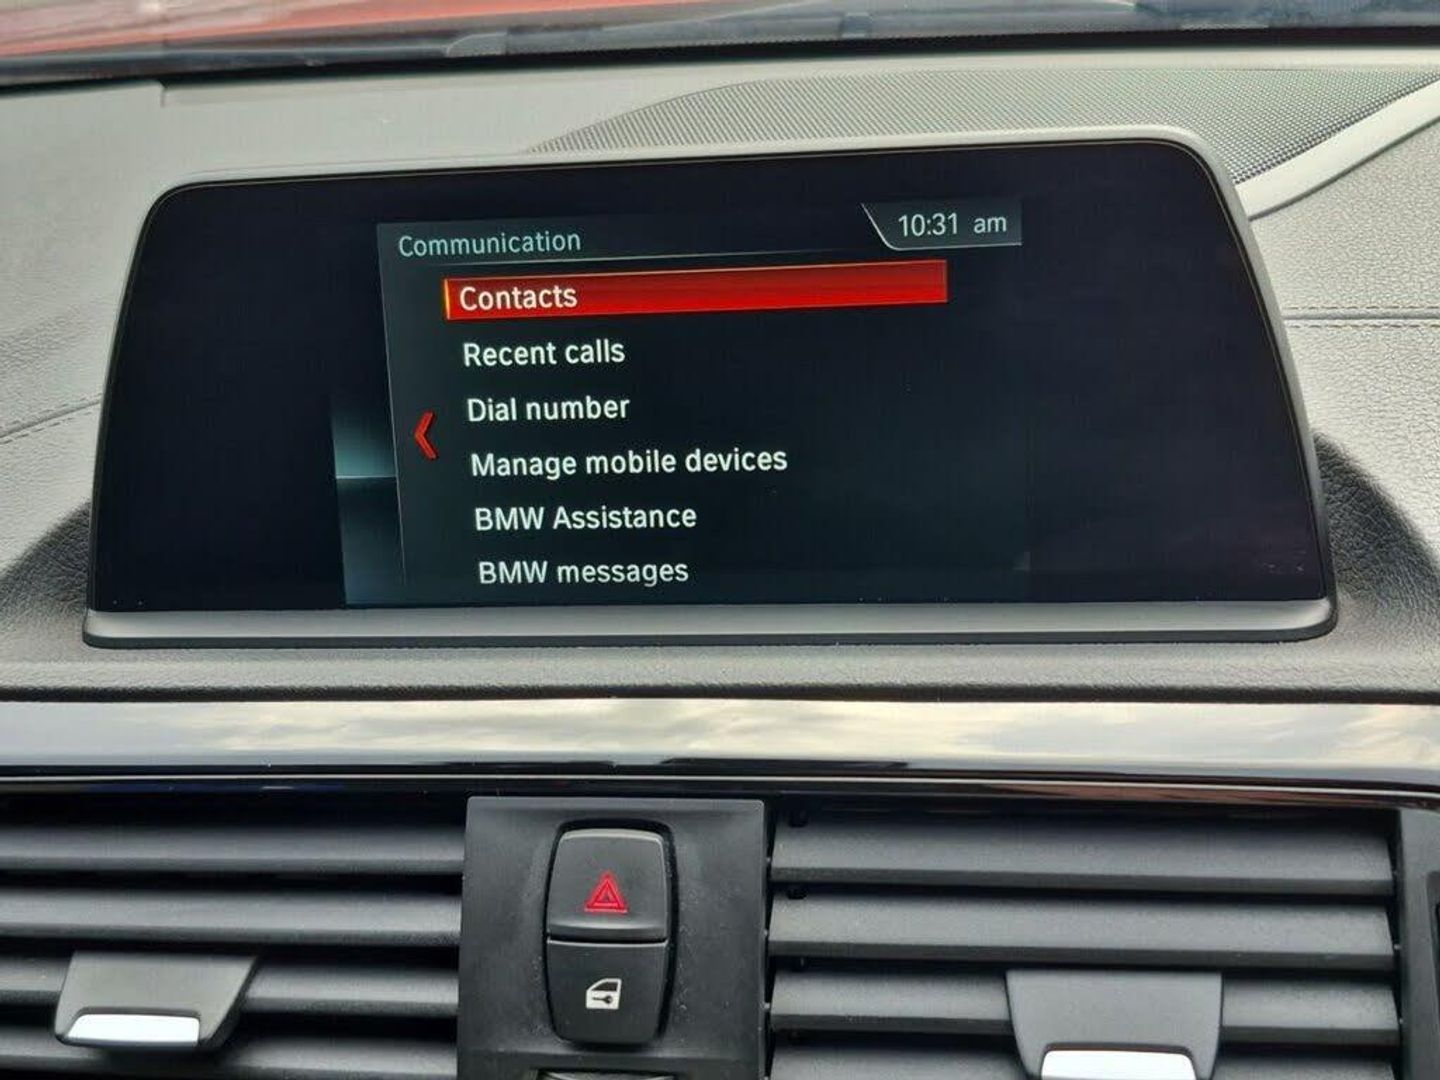 Communication
10:31 am
Contacts
Recent calls
Dial number
Manage mobile devices
BMW Assistance
BMW messages